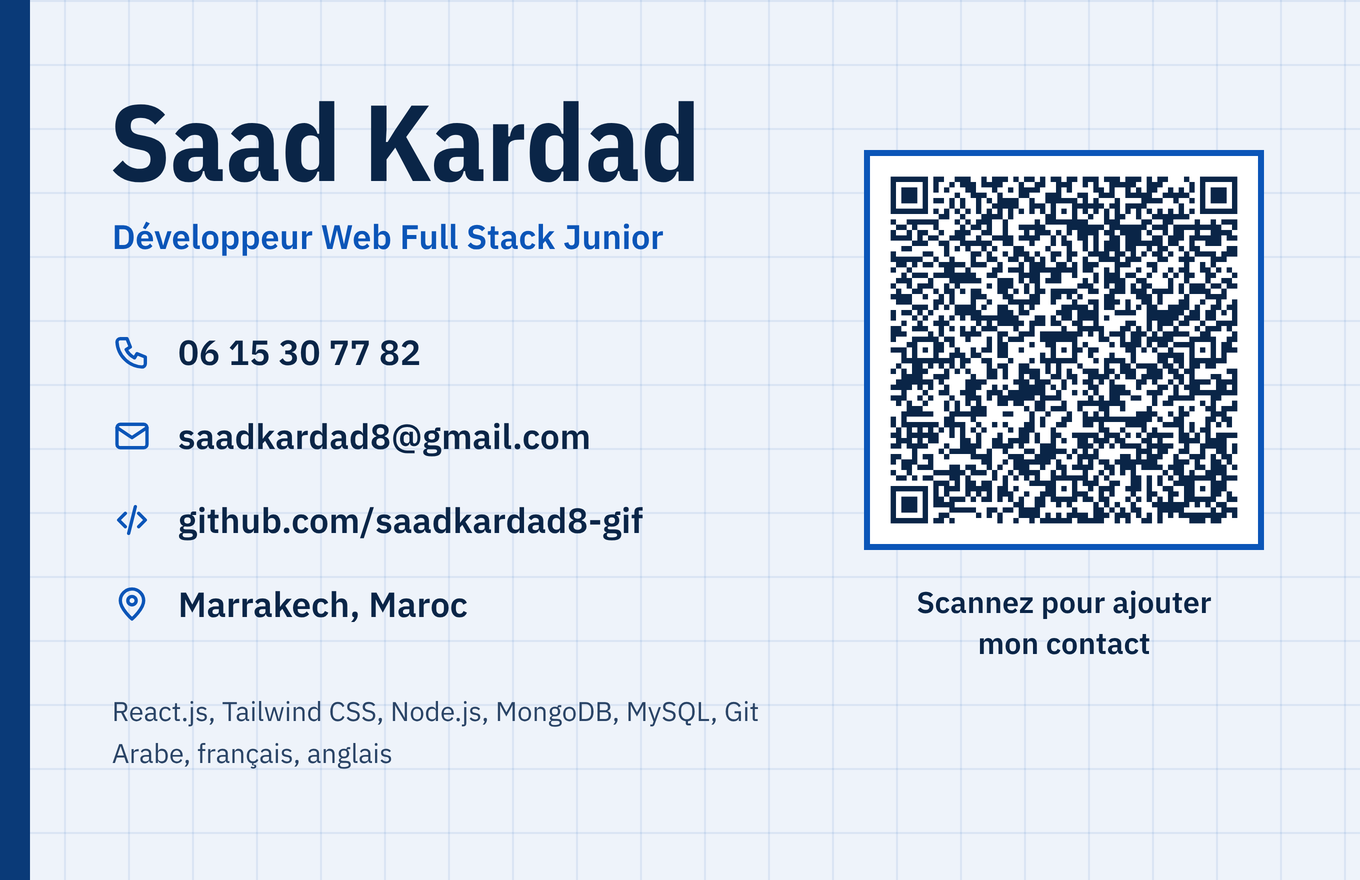 Saad Kardad
Développeur Web Full Stack Junior
06 15 30 77 82
saadkardad8@gmail.com
github.com/saadkardad8-gif
Marrakech, Maroc
React.js, Tailwind CSS, Node.js, MongoDB, MySQL, Git
Arabe, français, anglais
Scannez pour ajouter
mon contact